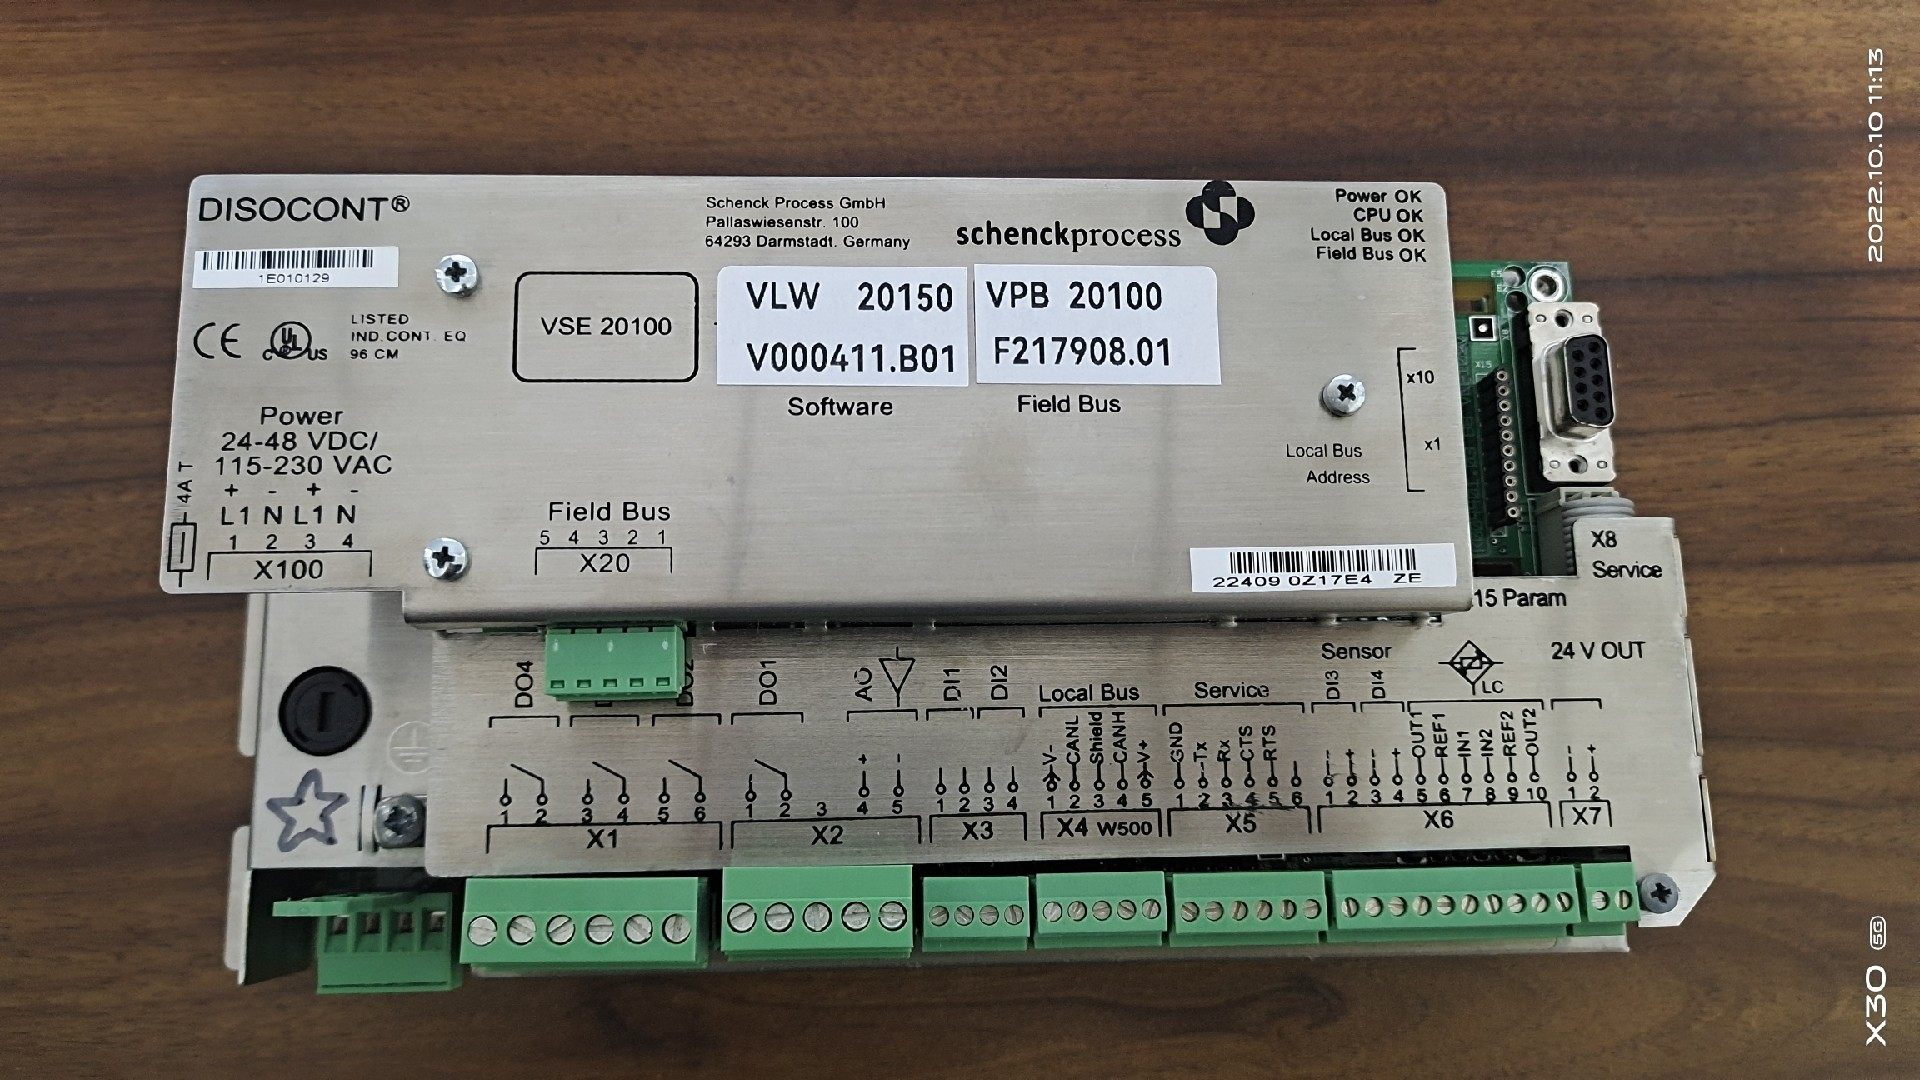 DISOCONT®
1E010129
CE
C UL US
LISTED
IND.CONT. EQ
96 CM
Power
24-48 VDC/
115-230 VAC
+ - + -
L1 N L1 N
1 2 3 4
X100
4A T
VSE 20100
Schenck Process GmbH
Pallaswiesenstr. 100
64293 Darmstadt. Germany
schenckprocess
VLW 20150
V000411.B01
Software
VPB 20100
F217908.01
Field Bus
Power OK
CPU OK
Local Bus OK
Field Bus OK
x10
x1
Local Bus
Address
Field Bus
5 4 3 2 1
X20
22409 0Z17E4 ZE
X8
Service
15 Param
DO4
DO2
DO1
AO
DI1
DI2
Local Bus
Service
Sensor
DI3
DI4
LC
24 V OUT
V-
CANL
Shield
CANH
V+
GND
Tx
Rx
CTS
RTS
OUT1
REF1
IN1
IN2
REF2
OUT2
+ -
-- + -- +
-- +
1 2 3 4 5 6
X1
1 2 3 4 5
X2
1 2 3 4
X3
1 2 3 4 5
X4 W500
1 2 3 4 5 6
X5
1 2 3 4 5 6 7 8 9 10
X6
1 2
X7
2022.10.10 11:13
X30 5G